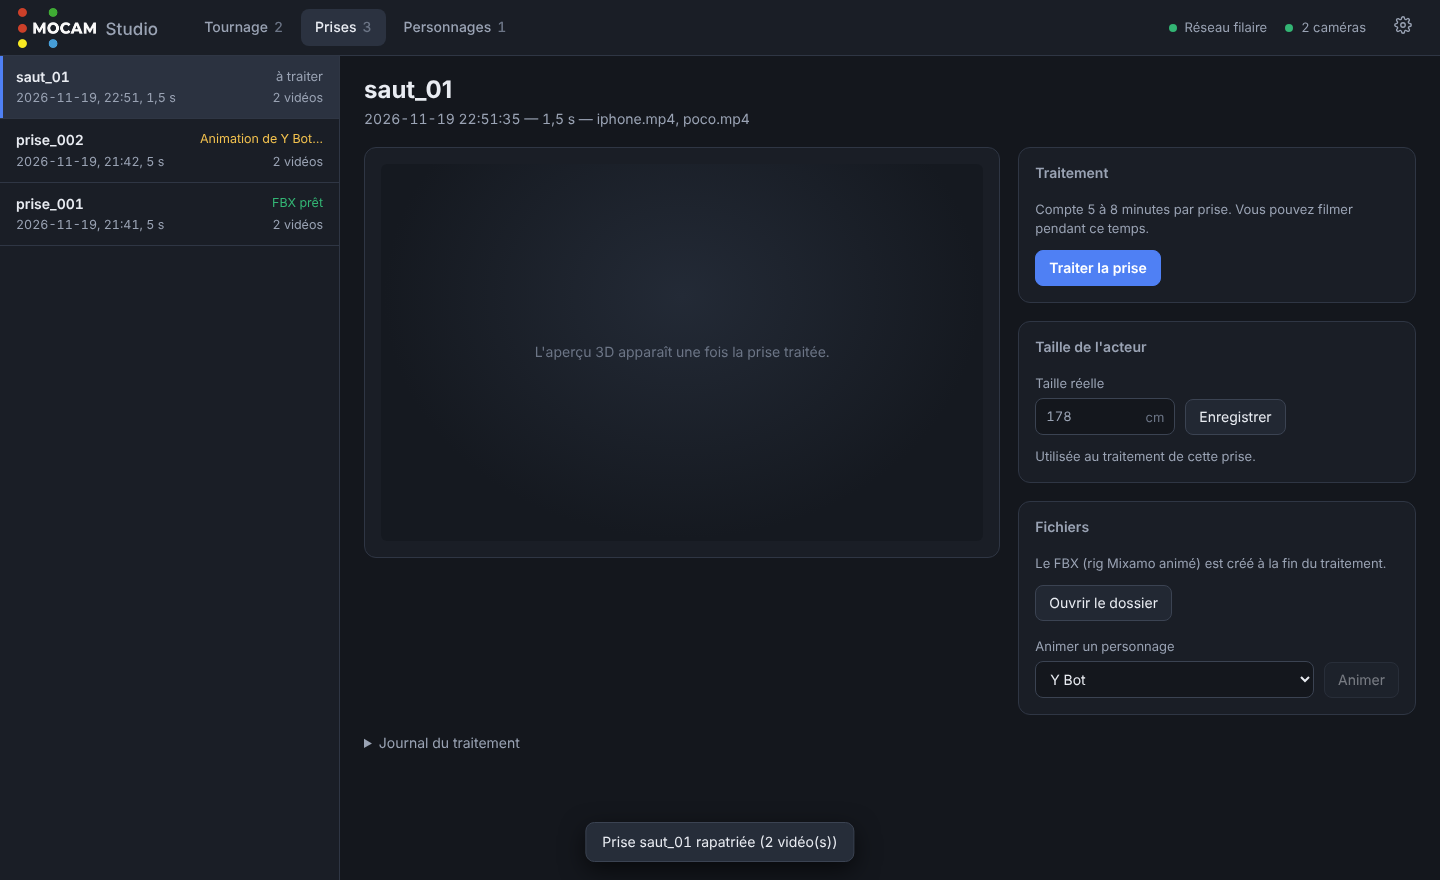 MOCAM Studio
Tournage 2
Prises 3
Personnages 1
Réseau filaire
2 caméras
saut_01
à traiter
2026-11-19, 22:51, 1,5 s
2 vidéos
prise_002
Animation de Y Bot...
2026-11-19, 21:42, 5 s
2 vidéos
prise_001
FBX prêt
2026-11-19, 21:41, 5 s
2 vidéos
saut_01
2026-11-19 22:51:35 — 1,5 s — iphone.mp4, poco.mp4
L'aperçu 3D apparaît une fois la prise traitée.
Traitement
Compte 5 à 8 minutes par prise. Vous pouvez filmer
pendant ce temps.
Traiter la prise
Taille de l'acteur
Taille réelle
178 cm
Enregistrer
Utilisée au traitement de cette prise.
Fichiers
Le FBX (rig Mixamo animé) est créé à la fin du traitement.
Ouvrir le dossier
Animer un personnage
Y Bot
Animer
Journal du traitement
Prise saut_01 rapatriée (2 vidéo(s))